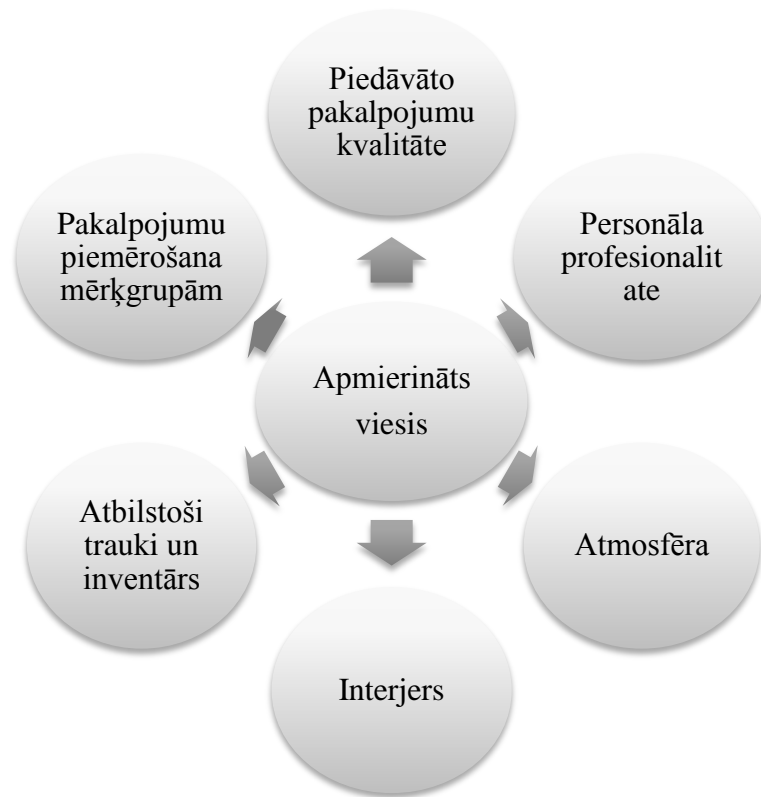 Piedāvāto
pakalpojumu
kvalitāte
Pakalpojumu
piemērošana
mērķgrupām
Personāla
profesionalit
ate
Apmierināts
viesis
Atbilstoši
trauki un
inventārs
Atmosfēra
Interjers